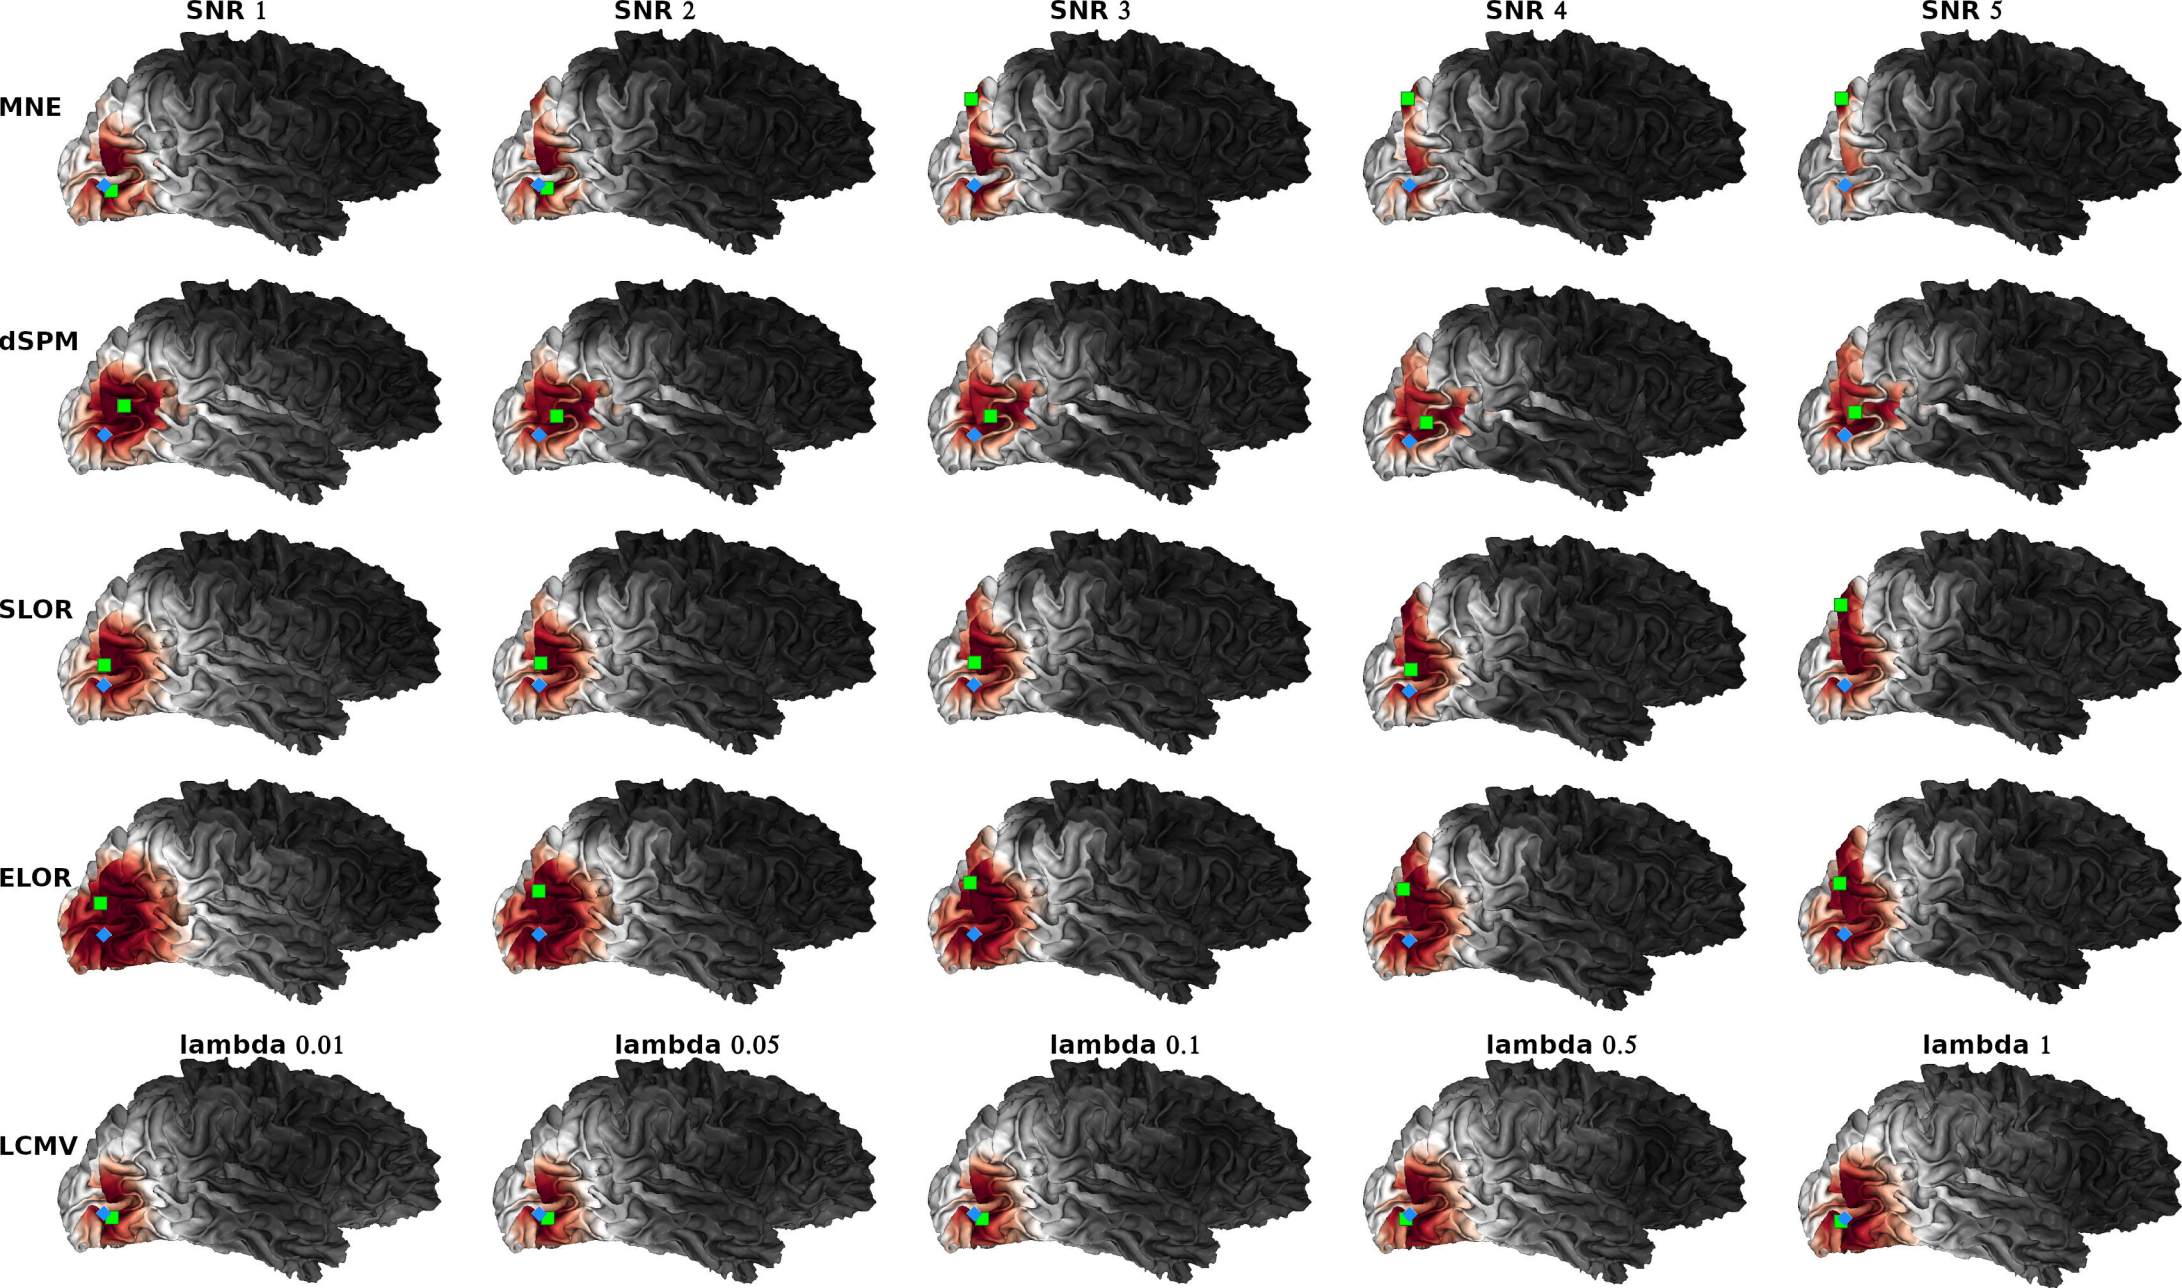 SNR 1 SNR 2 SNR 3 SNR 4 SNR 5
MNE
dSPM
SLOR
ELOR
lambda 0.01 lambda 0.05 lambda 0.1 lambda 0.5 lambda 1
LCMV